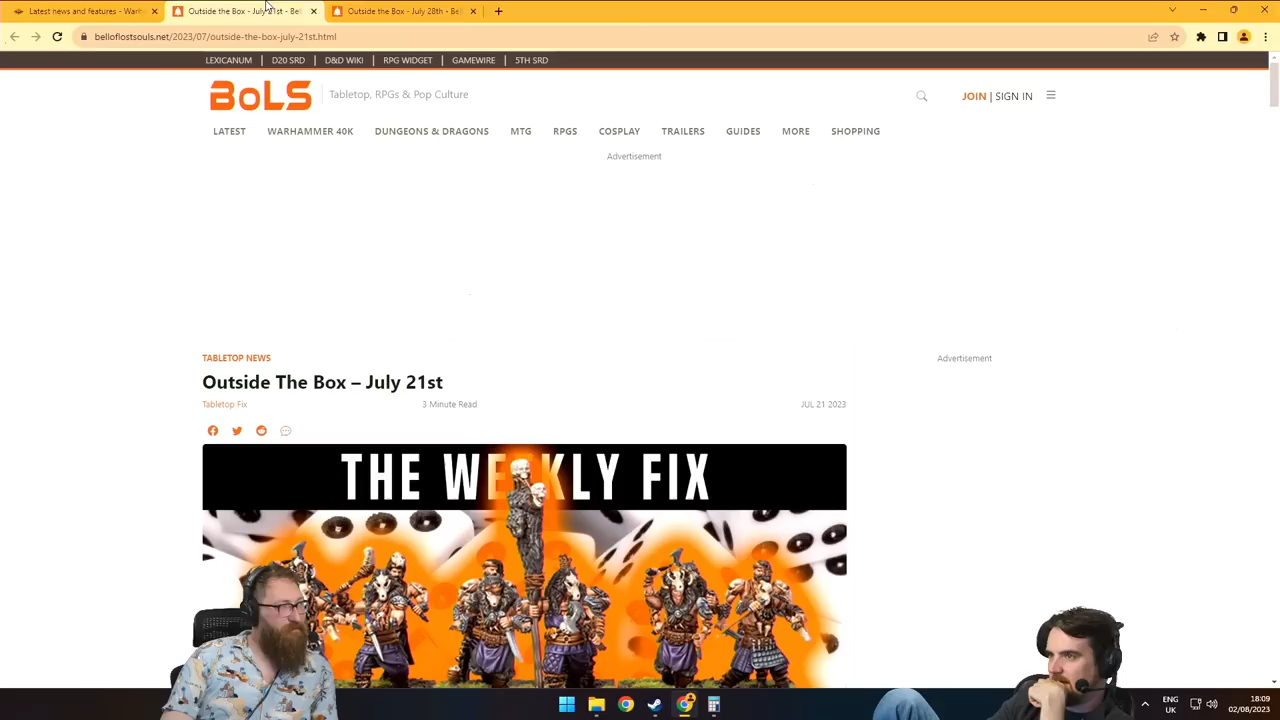 Latest news and features - Warh
Outside the Box - July 21st - Bel
Outside the Box - July 28th - Bel
belloflostsouls.net/2023/07/outside-the-box-july-21st.html
LEXICANUM | D20 SRD | D&D WIKI | RPG WIDGET | GAMEWIRE | 5TH SRD
BoLS Tabletop, RPGs & Pop Culture
JOIN | SIGN IN
LATEST WARHAMMER 40K DUNGEONS & DRAGONS MTG RPGS COSPLAY TRAILERS GUIDES MORE SHOPPING
Advertisement
TABLETOP NEWS
Advertisement
Outside The Box – July 21st
Tabletop Fix 3 Minute Read JUL 21 2023
THE WEEKLY FIX
ENG
UK
18:09
02/08/2023